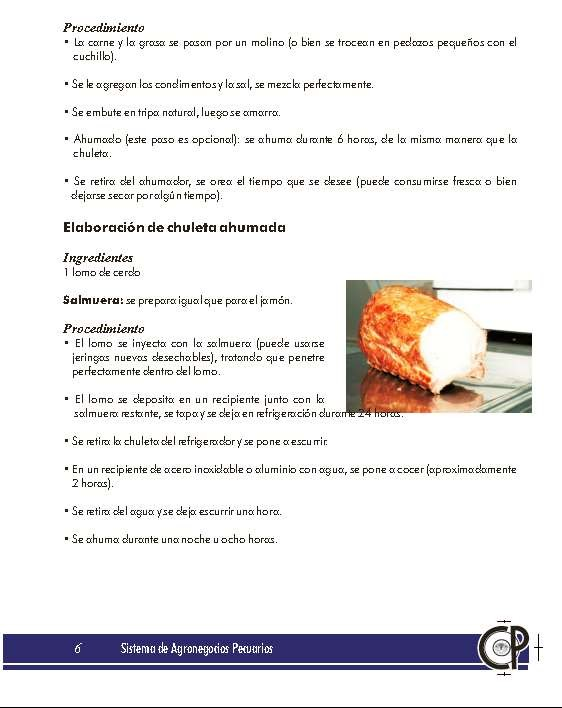 Procedimiento
• La carne y la grasa se pasan por un molino (o bien se trocean en pedazos pequeños con el
cuchillo).
• Se le agregan los condimentos y la sal, se mezcla perfectamente.
• Se embute en tripa natural, luego se amarra.
• Ahumado (este paso es opcional): se ahuma durante 6 horas, de la misma manera que la
chuleta.
• Se retira del ahumador, se orea el tiempo que se desee (puede consumirse fresca o bien
dejarse secar por algún tiempo).
Elaboración de chuleta ahumada
Ingredientes
1 lomo de cerdo
Salmuera: se prepara igual que para el jamón.
Procedimiento
• El lomo se inyecta con la salmuera (puede usarse
jeringas nuevas desechables), tratando que penetre
perfectamente dentro del lomo.
• El lomo se deposita en un recipiente junto con la
salmuera restante, se tapa y se deja en refrigeración durante 24 horas.
• Se retira la chuleta del refrigerador y se pone a escurrir.
• En un recipiente de acero inoxidable o aluminio con agua, se pone a cocer (aproximadamente
2 horas).
• Se retira del agua y se deja escurrir una hora.
• Se ahuma durante una noche u ocho horas.
6 Sistema de Agronegocios Pecuarios
CP